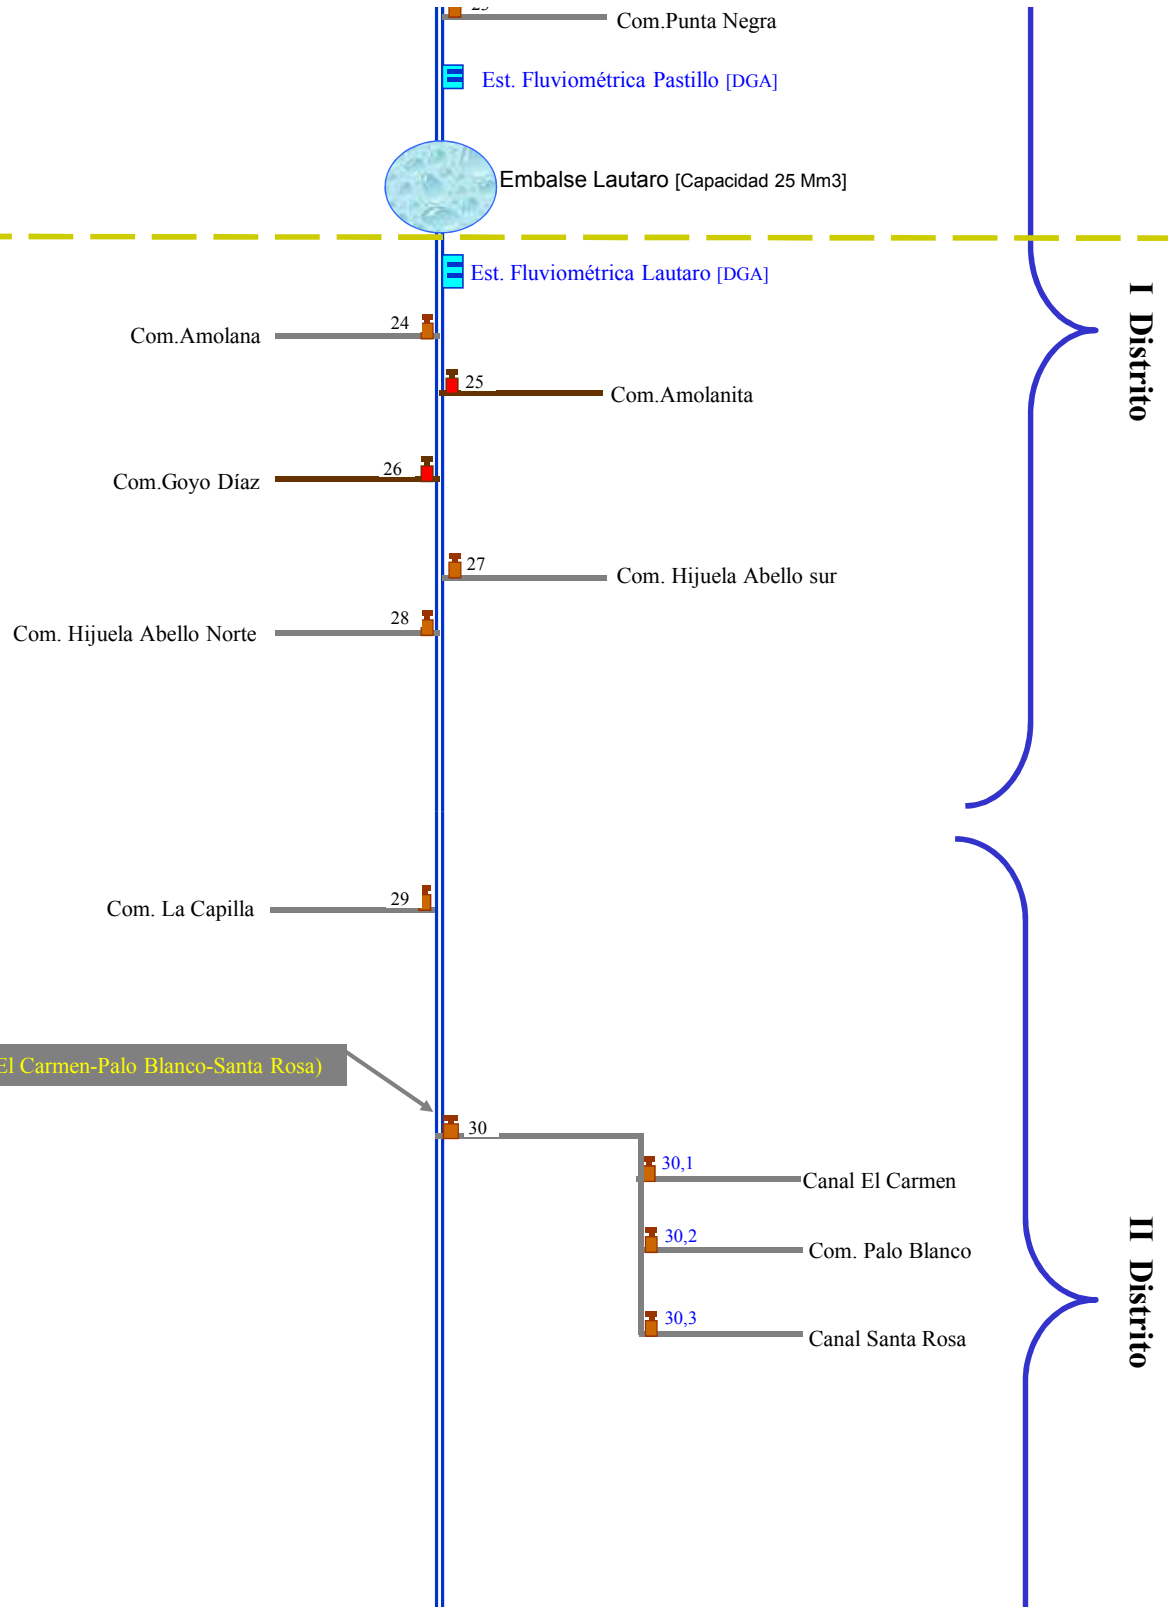 Com.Punta Negra
Est. Fluviométrica Pastillo [DGA]
Embalse Lautaro [Capacidad 25 Mm3]
Est. Fluviométrica Lautaro [DGA]
I Distrito
24
Com.Amolana
25
Com.Amolanita
26
Com.Goyo Díaz
27
Com. Hijuela Abello sur
28
Com. Hijuela Abello Norte
29
Com. La Capilla
El Carmen-Palo Blanco-Santa Rosa)
30
30,1
Canal El Carmen
30,2
Com. Palo Blanco
30,3
Canal Santa Rosa
II Distrito